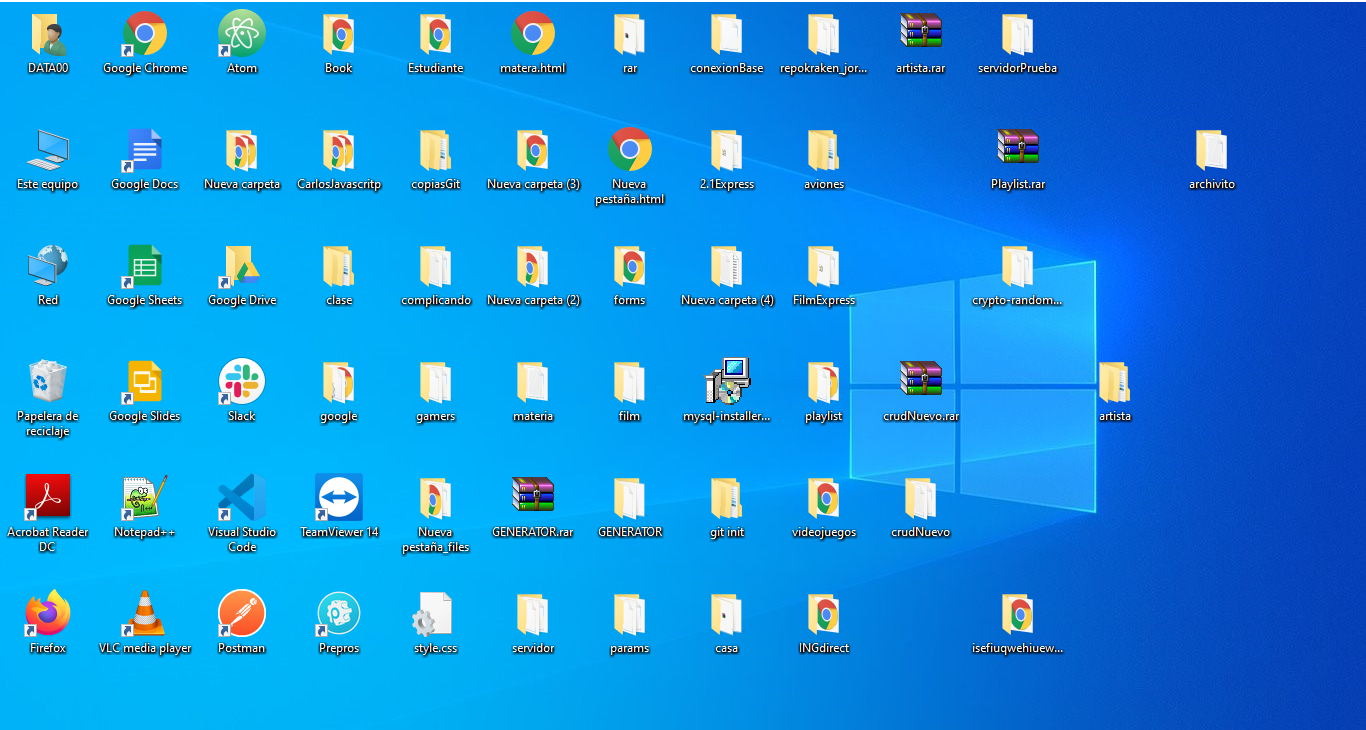 DATA00
Google Chrome
Atom
Book
Estudiante
matera.html
rar
conexionBase
repokraken_jor...
artista.rar
servidorPrueba
Este equipo
Google Docs
Nueva carpeta
CarlosJavascritp
copiasGit
Nueva carpeta (3)
Nueva
pestaña.html
2.1Express
aviones
Playlist.rar
archivito
Red
Google Sheets
Google Drive
clase
complicando
Nueva carpeta (2)
forms
Nueva carpeta (4)
FilmExpress
crypto-random...
Papelera de
reciclaje
Google Slides
Slack
google
gamers
materia
film
mysql-installer...
playlist
crudNuevo.rar
artista
Acrobat Reader
DC
Notepad++
Visual Studio
Code
TeamViewer 14
Nueva
pestaña_files
GENERATOR.rar
GENERATOR
git init
videojuegos
crudNuevo
Firefox
VLC media player
Postman
Prepros
style.css
servidor
params
casa
INGdirect
isefiuqwehiuew...